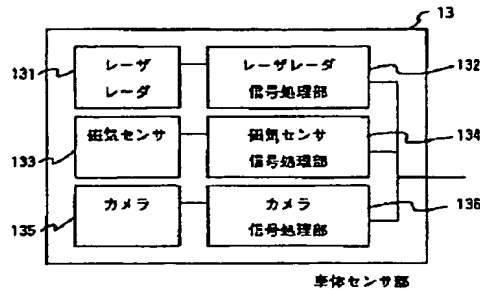 13
131
レーザ
レーダ
レーザレーダ
信号処理部
132
133
磁気センサ
磁気センサ
信号処理部
134
135
カメラ
カメラ
信号処理部
136
車体センサ部